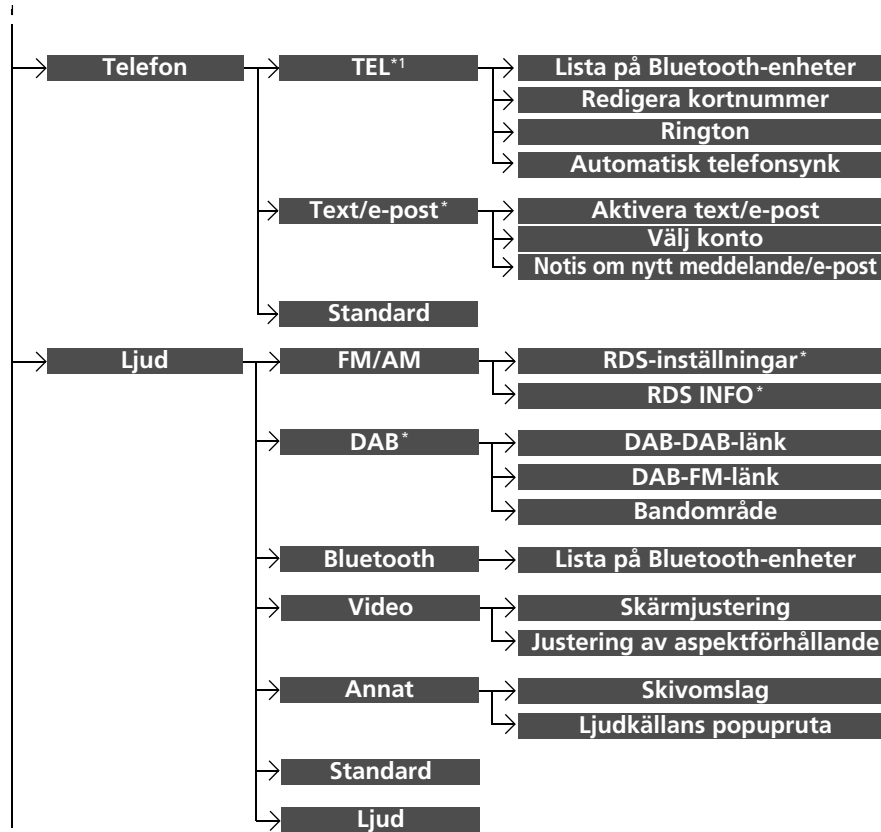 Telefon
TEL*1
Lista på Bluetooth-enheter
Redigera kortnummer
Rington
Automatisk telefonsynk
Text/e-post*
Aktivera text/e-post
Välj konto
Notis om nytt meddelande/e-post
Standard
Ljud
FM/AM
RDS-inställningar*
RDS INFO*
DAB*
DAB-DAB-länk
DAB-FM-länk
Bandområde
Bluetooth
Lista på Bluetooth-enheter
Video
Skärmjustering
Justering av aspektförhållande
Annat
Skivomslag
Ljudkällans popupruta
Standard
Ljud